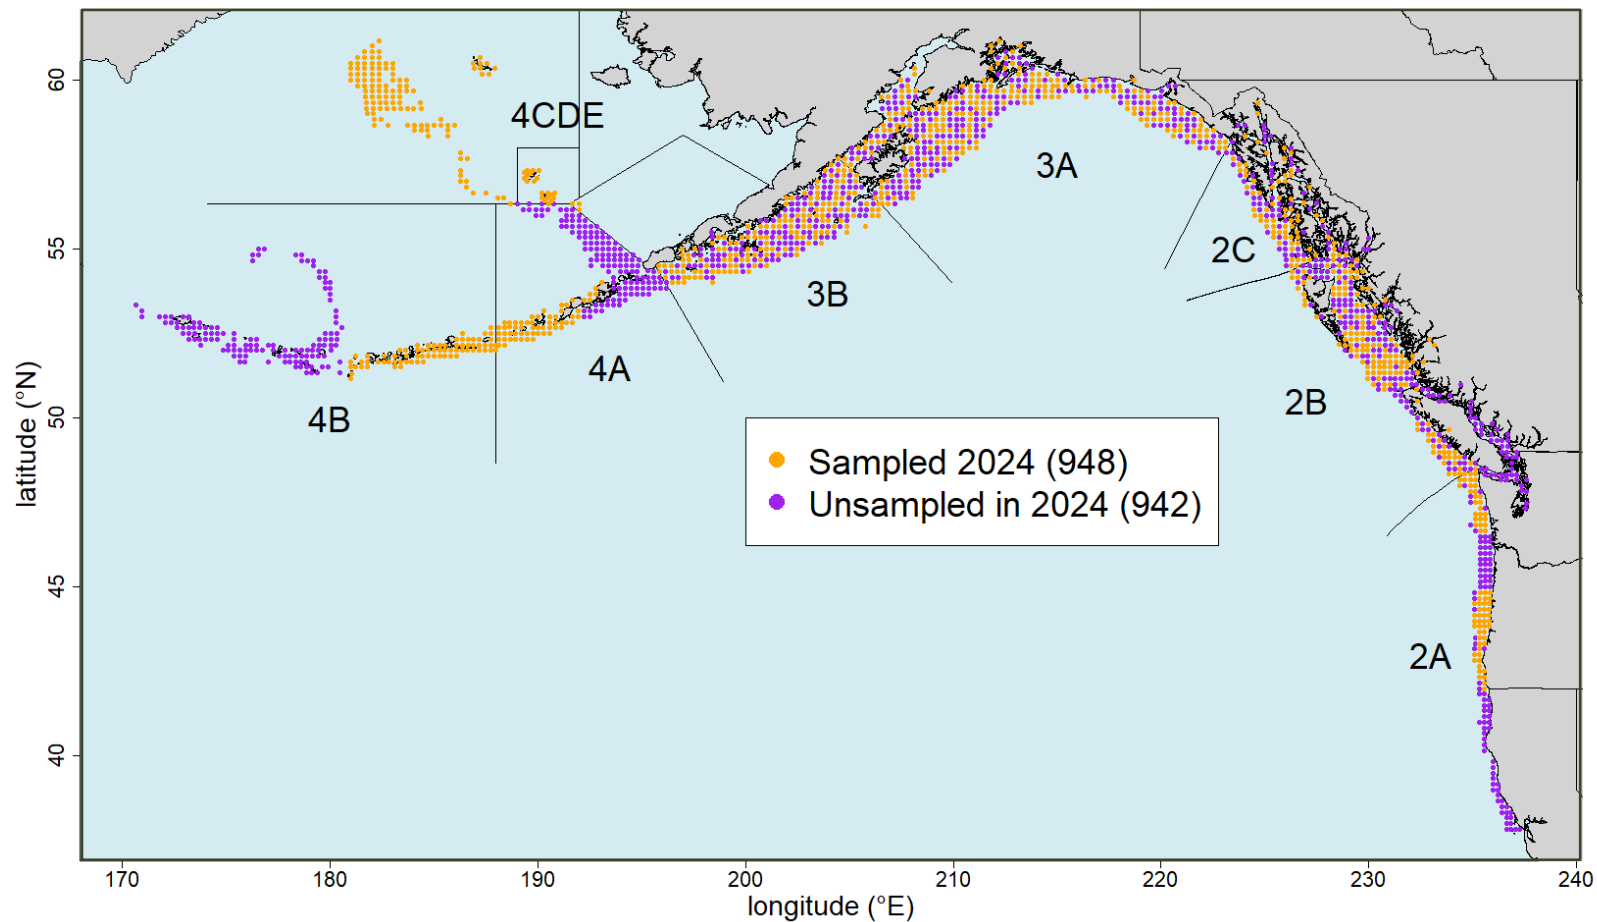 60
55
50
45
40
latitude (°N)
4CDE
3A
2C
3B
4A
2B
4B
2A
Sampled 2024 (948)
Unsampled in 2024 (942)
170 180 190 200 210 220 230 240
longitude (°E)